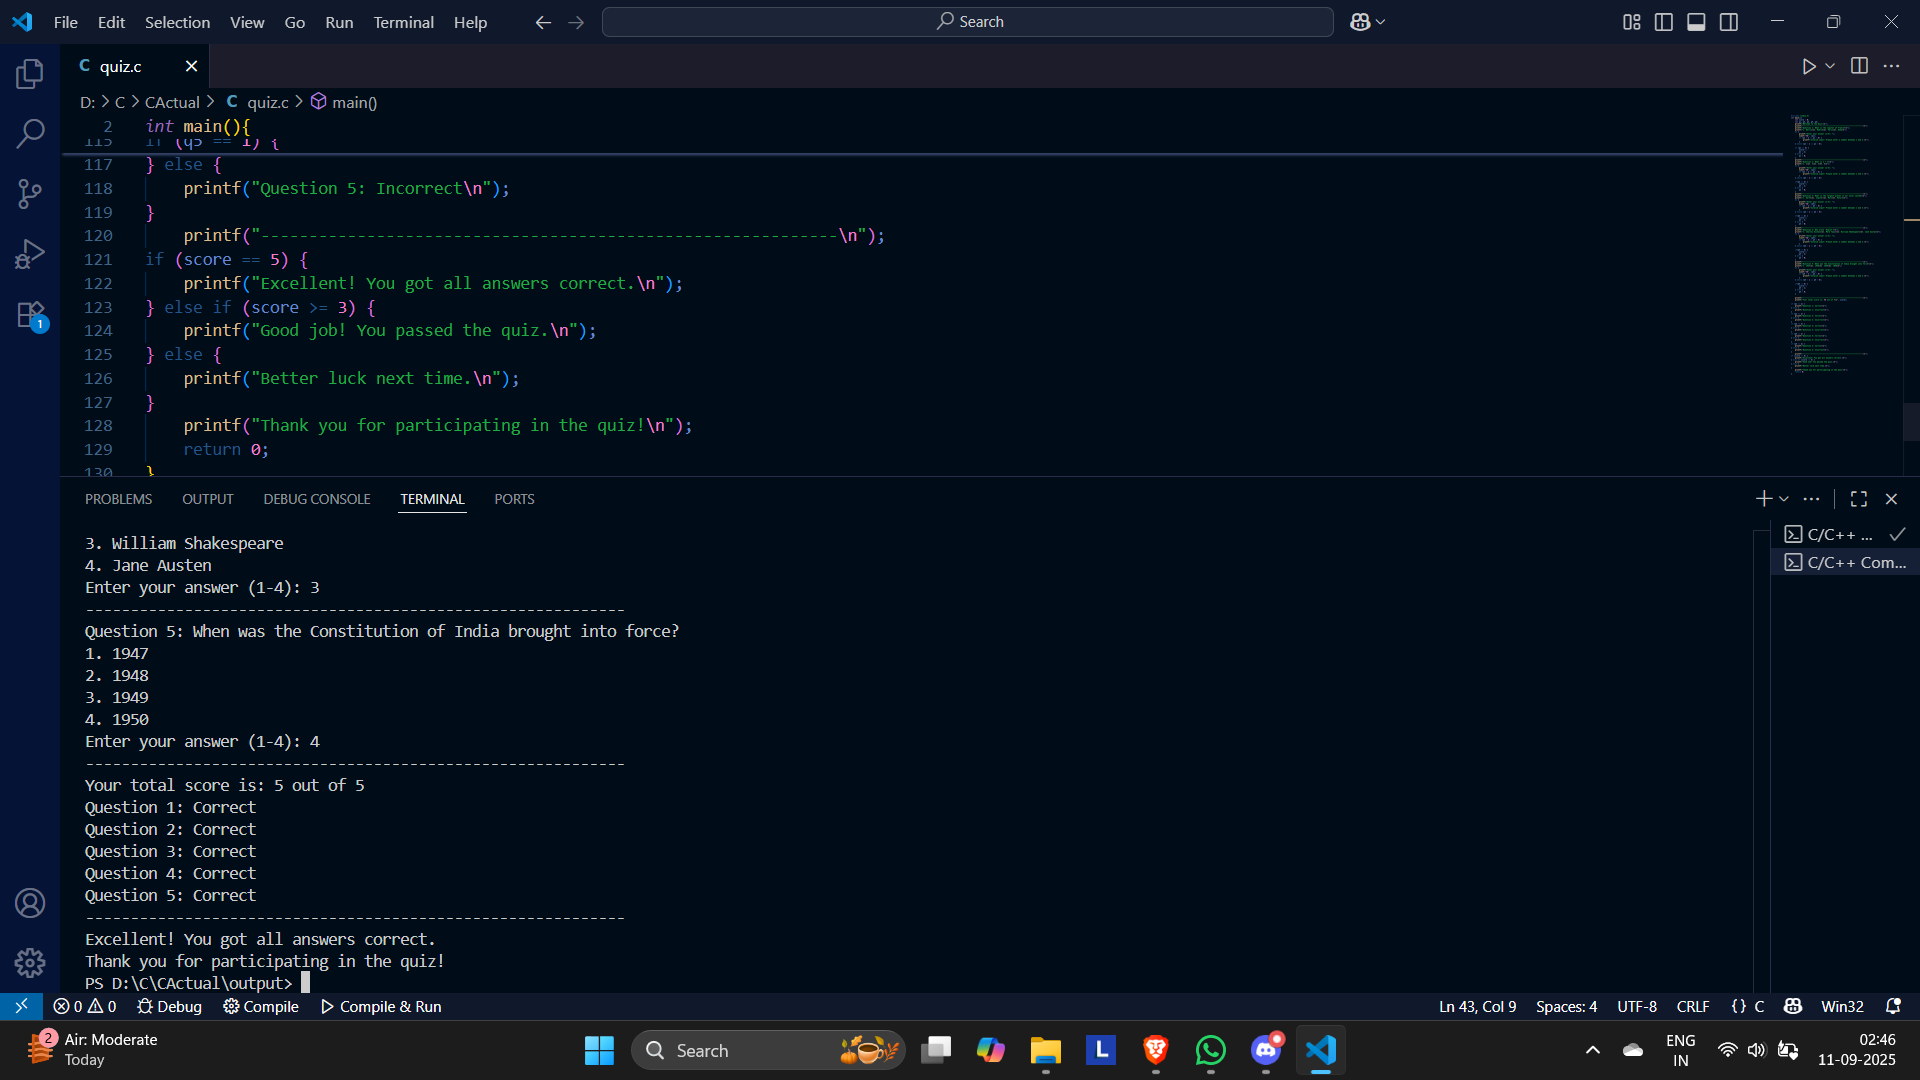 File Edit Selection View Go Run Terminal Help
Search
C quiz.c
D: > C > CActual > C quiz.c > main()
2 int main(){
115 if (q5 == 1) {
117 } else {
118 printf("Question 5: Incorrect\n");
119 }
120 printf("------------------------------------------------------------\n");
121 if (score == 5) {
122 printf("Excellent! You got all answers correct.\n");
123 } else if (score >= 3) {
124 printf("Good job! You passed the quiz.\n");
125 } else {
126 printf("Better luck next time.\n");
127 }
128 printf("Thank you for participating in the quiz!\n");
129 return 0;
130 }
PROBLEMS OUTPUT DEBUG CONSOLE TERMINAL PORTS
3. William Shakespeare
4. Jane Austen
Enter your answer (1-4): 3
------------------------------------------------------------
Question 5: When was the Constitution of India brought into force?
1. 1947
2. 1948
3. 1949
4. 1950
Enter your answer (1-4): 4
------------------------------------------------------------
Your total score is: 5 out of 5
Question 1: Correct
Question 2: Correct
Question 3: Correct
Question 4: Correct
Question 5: Correct
------------------------------------------------------------
Excellent! You got all answers correct.
Thank you for participating in the quiz!
PS D:\C\CActual\output>
C/C++ ...
C/C++ Com...
1
0 0 Debug Compile Compile & Run
Ln 43, Col 9 Spaces: 4 UTF-8 CRLF {} C Win32
2
Air: Moderate
Today
Search
L
ENG
IN
02:46
11-09-2025